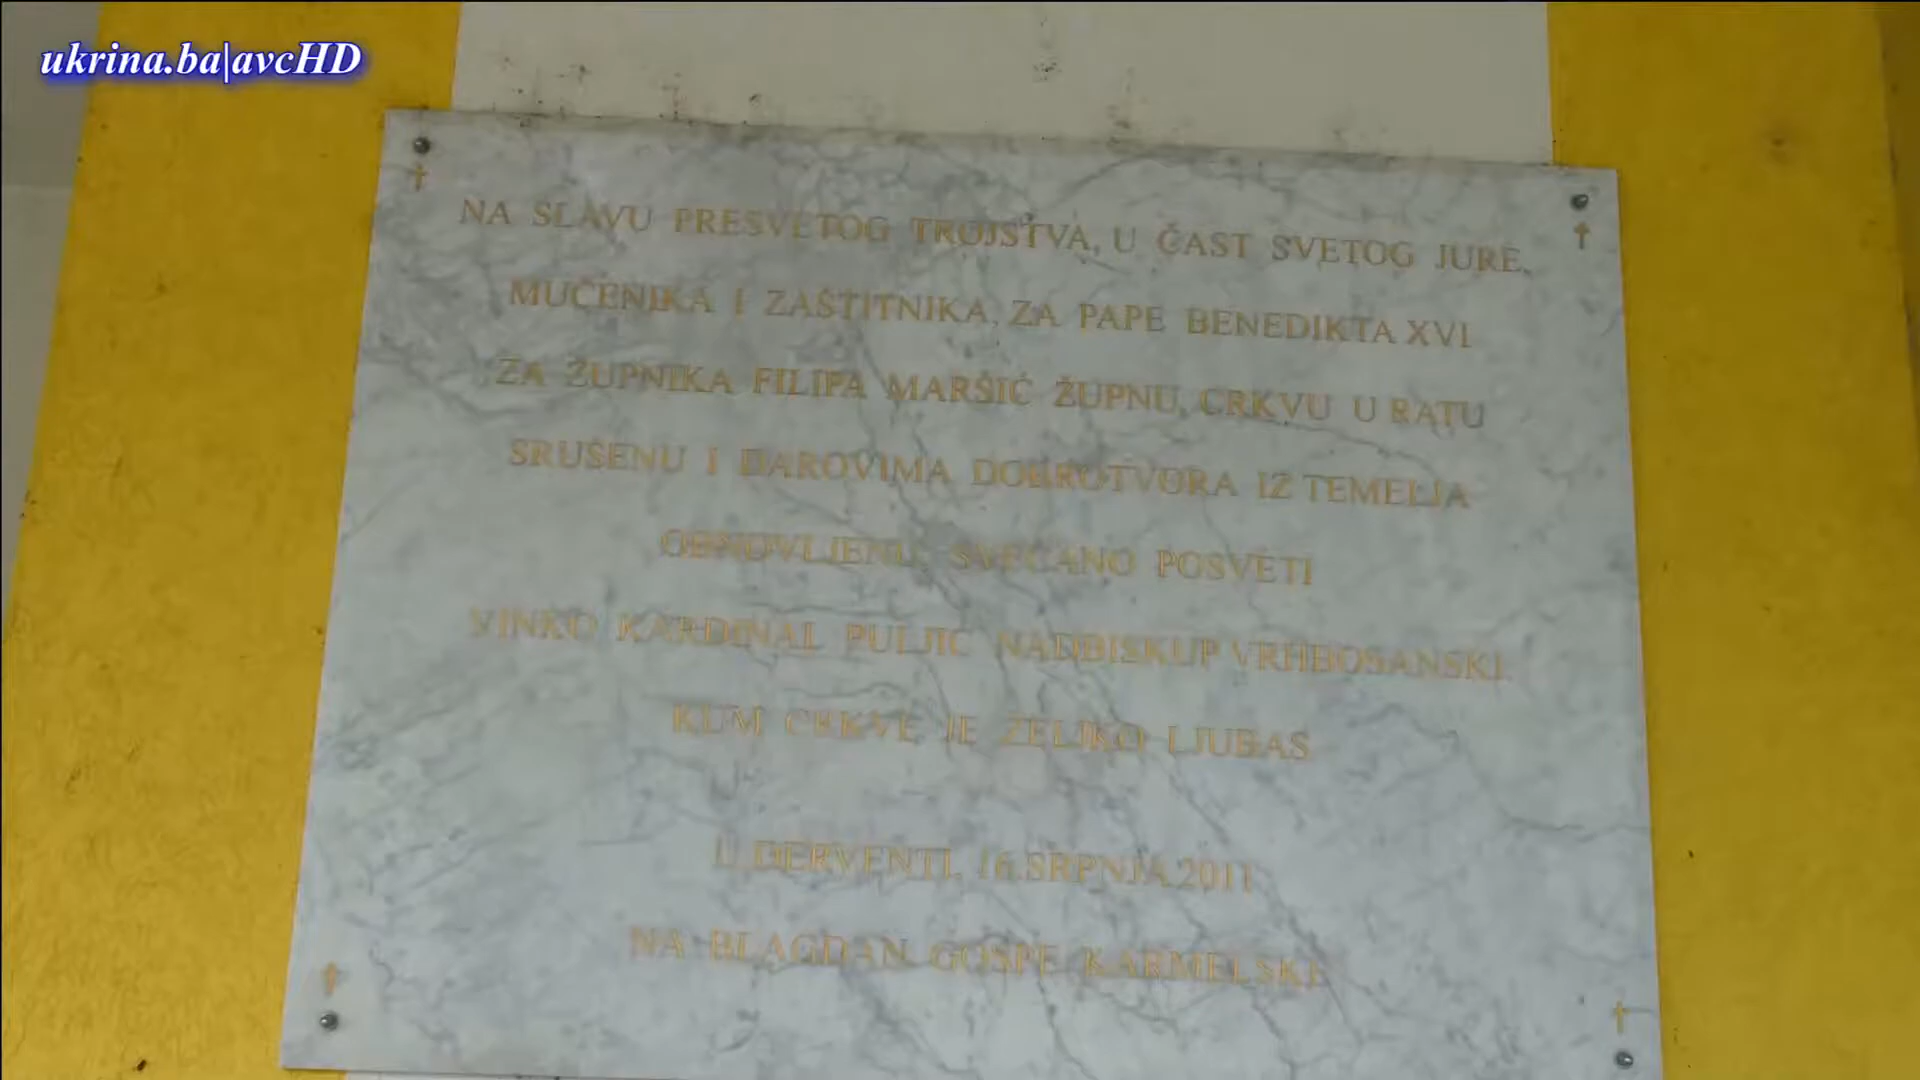 ukrina.ba|avcHD
NA SLAVU PRESVETOG TROJSTVA, U ČAST SVETOG JURE,
MUČENIKA I ZAŠTITNIKA, ZA PAPE BENEDIKTA XVI
ZA ŽUPNIKA FILIPA MARŠIĆ ŽUPNU, CRKVU U RATU
SRUŠENU I DAROVIMA DOBROTVORA IZ TEMELJA
OBNOVLJENU, SVEČANO POSVETI
VINKO KARDINAL PULJIĆ NADBISKUP VRHBOSANSKI.
KUM CRKVE JE ŽELJKO LJUBAS
U DERVENTI, 16.SRPNJA 2011
NA BLAGDAN GOSPE KARMELSKE